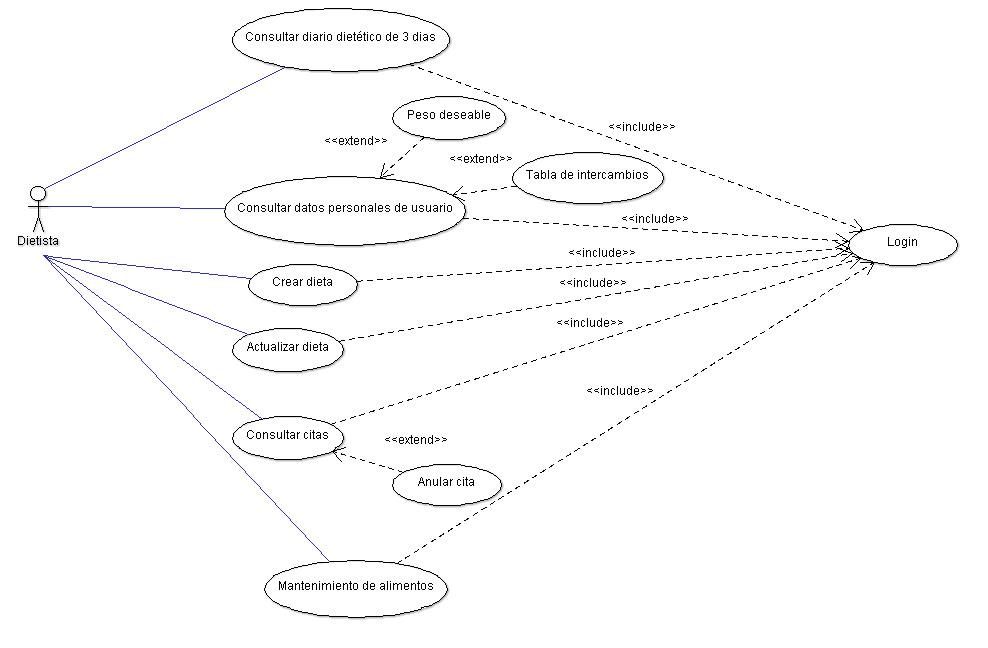 Consultar diario dietético de 3 dias
Peso deseable
<<include>>
<<extend>>
<<extend>>
Tabla de intercambios
Consultar datos personales de usuario
<<include>>
Dietista
Login
<<include>>
Crear dieta
<<include>>
<<include>>
Actualizar dieta
<<include>>
Consultar citas
<<extend>>
Anular cita
Mantenimiento de alimentos